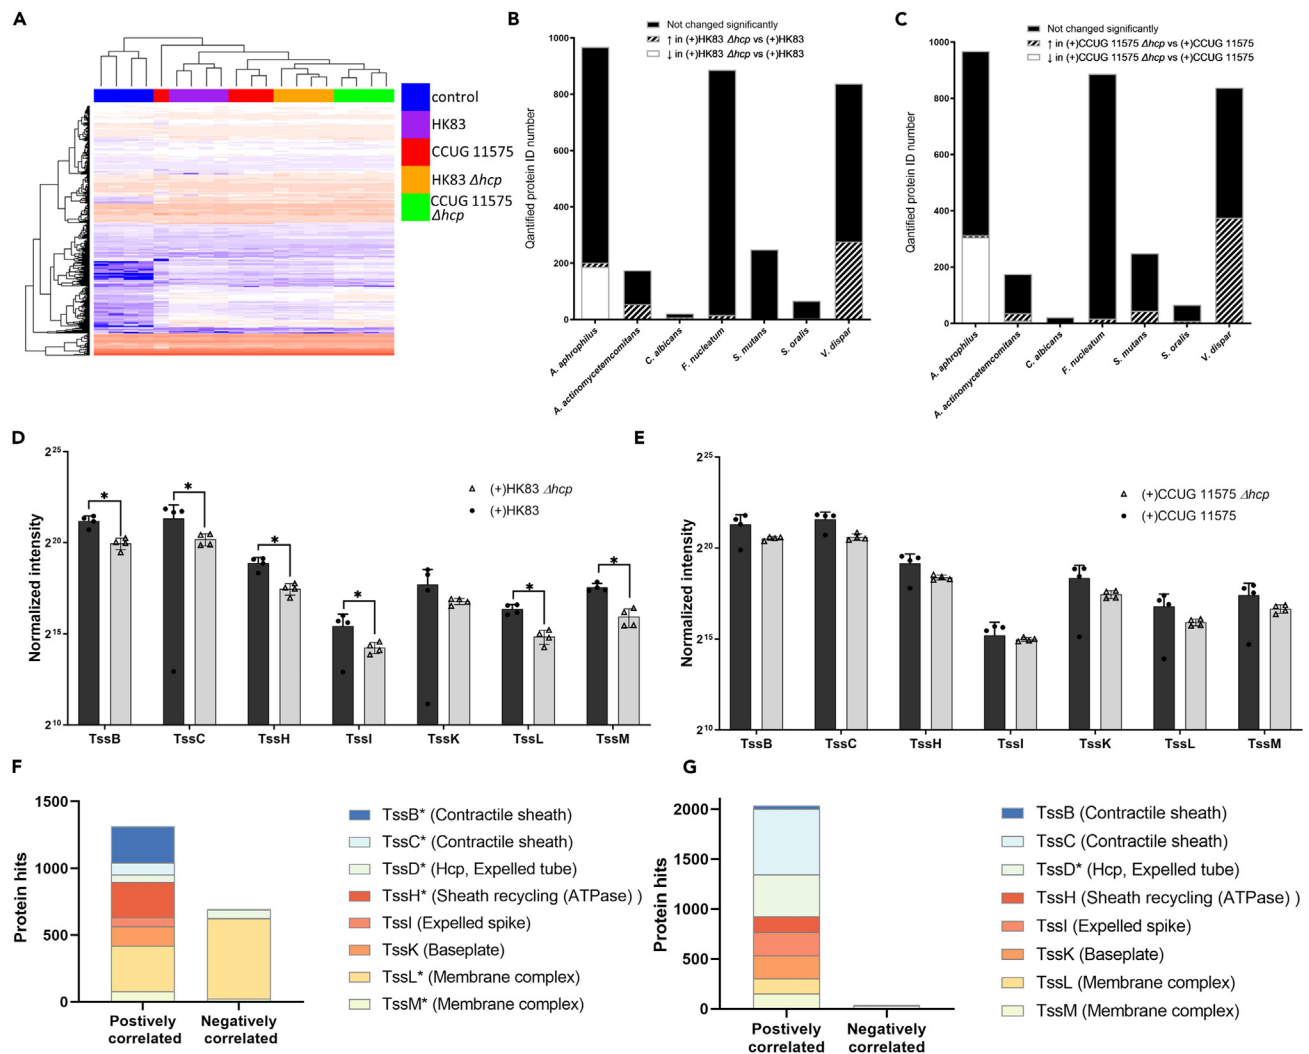 A
control
HK83
CCUG 11575
HK83 Δhcp
CCUG 11575
Δhcp
B
Not changed significantly
↑ in (+)HK83 Δhcp vs (+)HK83
↓ in (+)HK83 Δhcp vs (+)HK83
Qantified protein ID number
1000
800
600
400
200
0
A. aphrophilus
A. actinomycetemcomitans
C. albicans
F. nucleatum
S. mutans
S. oralis
V. dispar
C
Not changed significantly
↑ in (+)CCUG 11575 Δhcp vs (+)CCUG 11575
↓ in (+)CCUG 11575 Δhcp vs (+)CCUG 11575
Qantified protein ID number
1000
800
600
400
200
0
A. aphrophilus
A. actinomycetemcomitans
C. albicans
F. nucleatum
S. mutans
S. oralis
V. dispar
D
Normalized intensity
2^25
2^20
2^15
2^10
* * * * * *
(+)HK83 Δhcp
(+)HK83
TssB TssC TssH TssI TssK TssL TssM
E
Normalized intensity
2^25
2^20
2^15
2^10
(+)CCUG 11575 Δhcp
(+)CCUG 11575
TssB TssC TssH TssI TssK TssL TssM
F
Protein hits
1500
1000
500
0
Postively
correlated
Negatively
correlated
TssB* (Contractile sheath)
TssC* (Contractile sheath)
TssD* (Hcp, Expelled tube)
TssH* (Sheath recycling (ATPase) )
TssI (Expelled spike)
TssK (Baseplate)
TssL* (Membrane complex)
TssM* (Membrane complex)
G
Protein hits
2000
1500
1000
500
0
Postively
correlated
Negatively
correlated
TssB (Contractile sheath)
TssC (Contractile sheath)
TssD* (Hcp, Expelled tube)
TssH (Sheath recycling (ATPase) )
TssI (Expelled spike)
TssK (Baseplate)
TssL (Membrane complex)
TssM (Membrane complex)